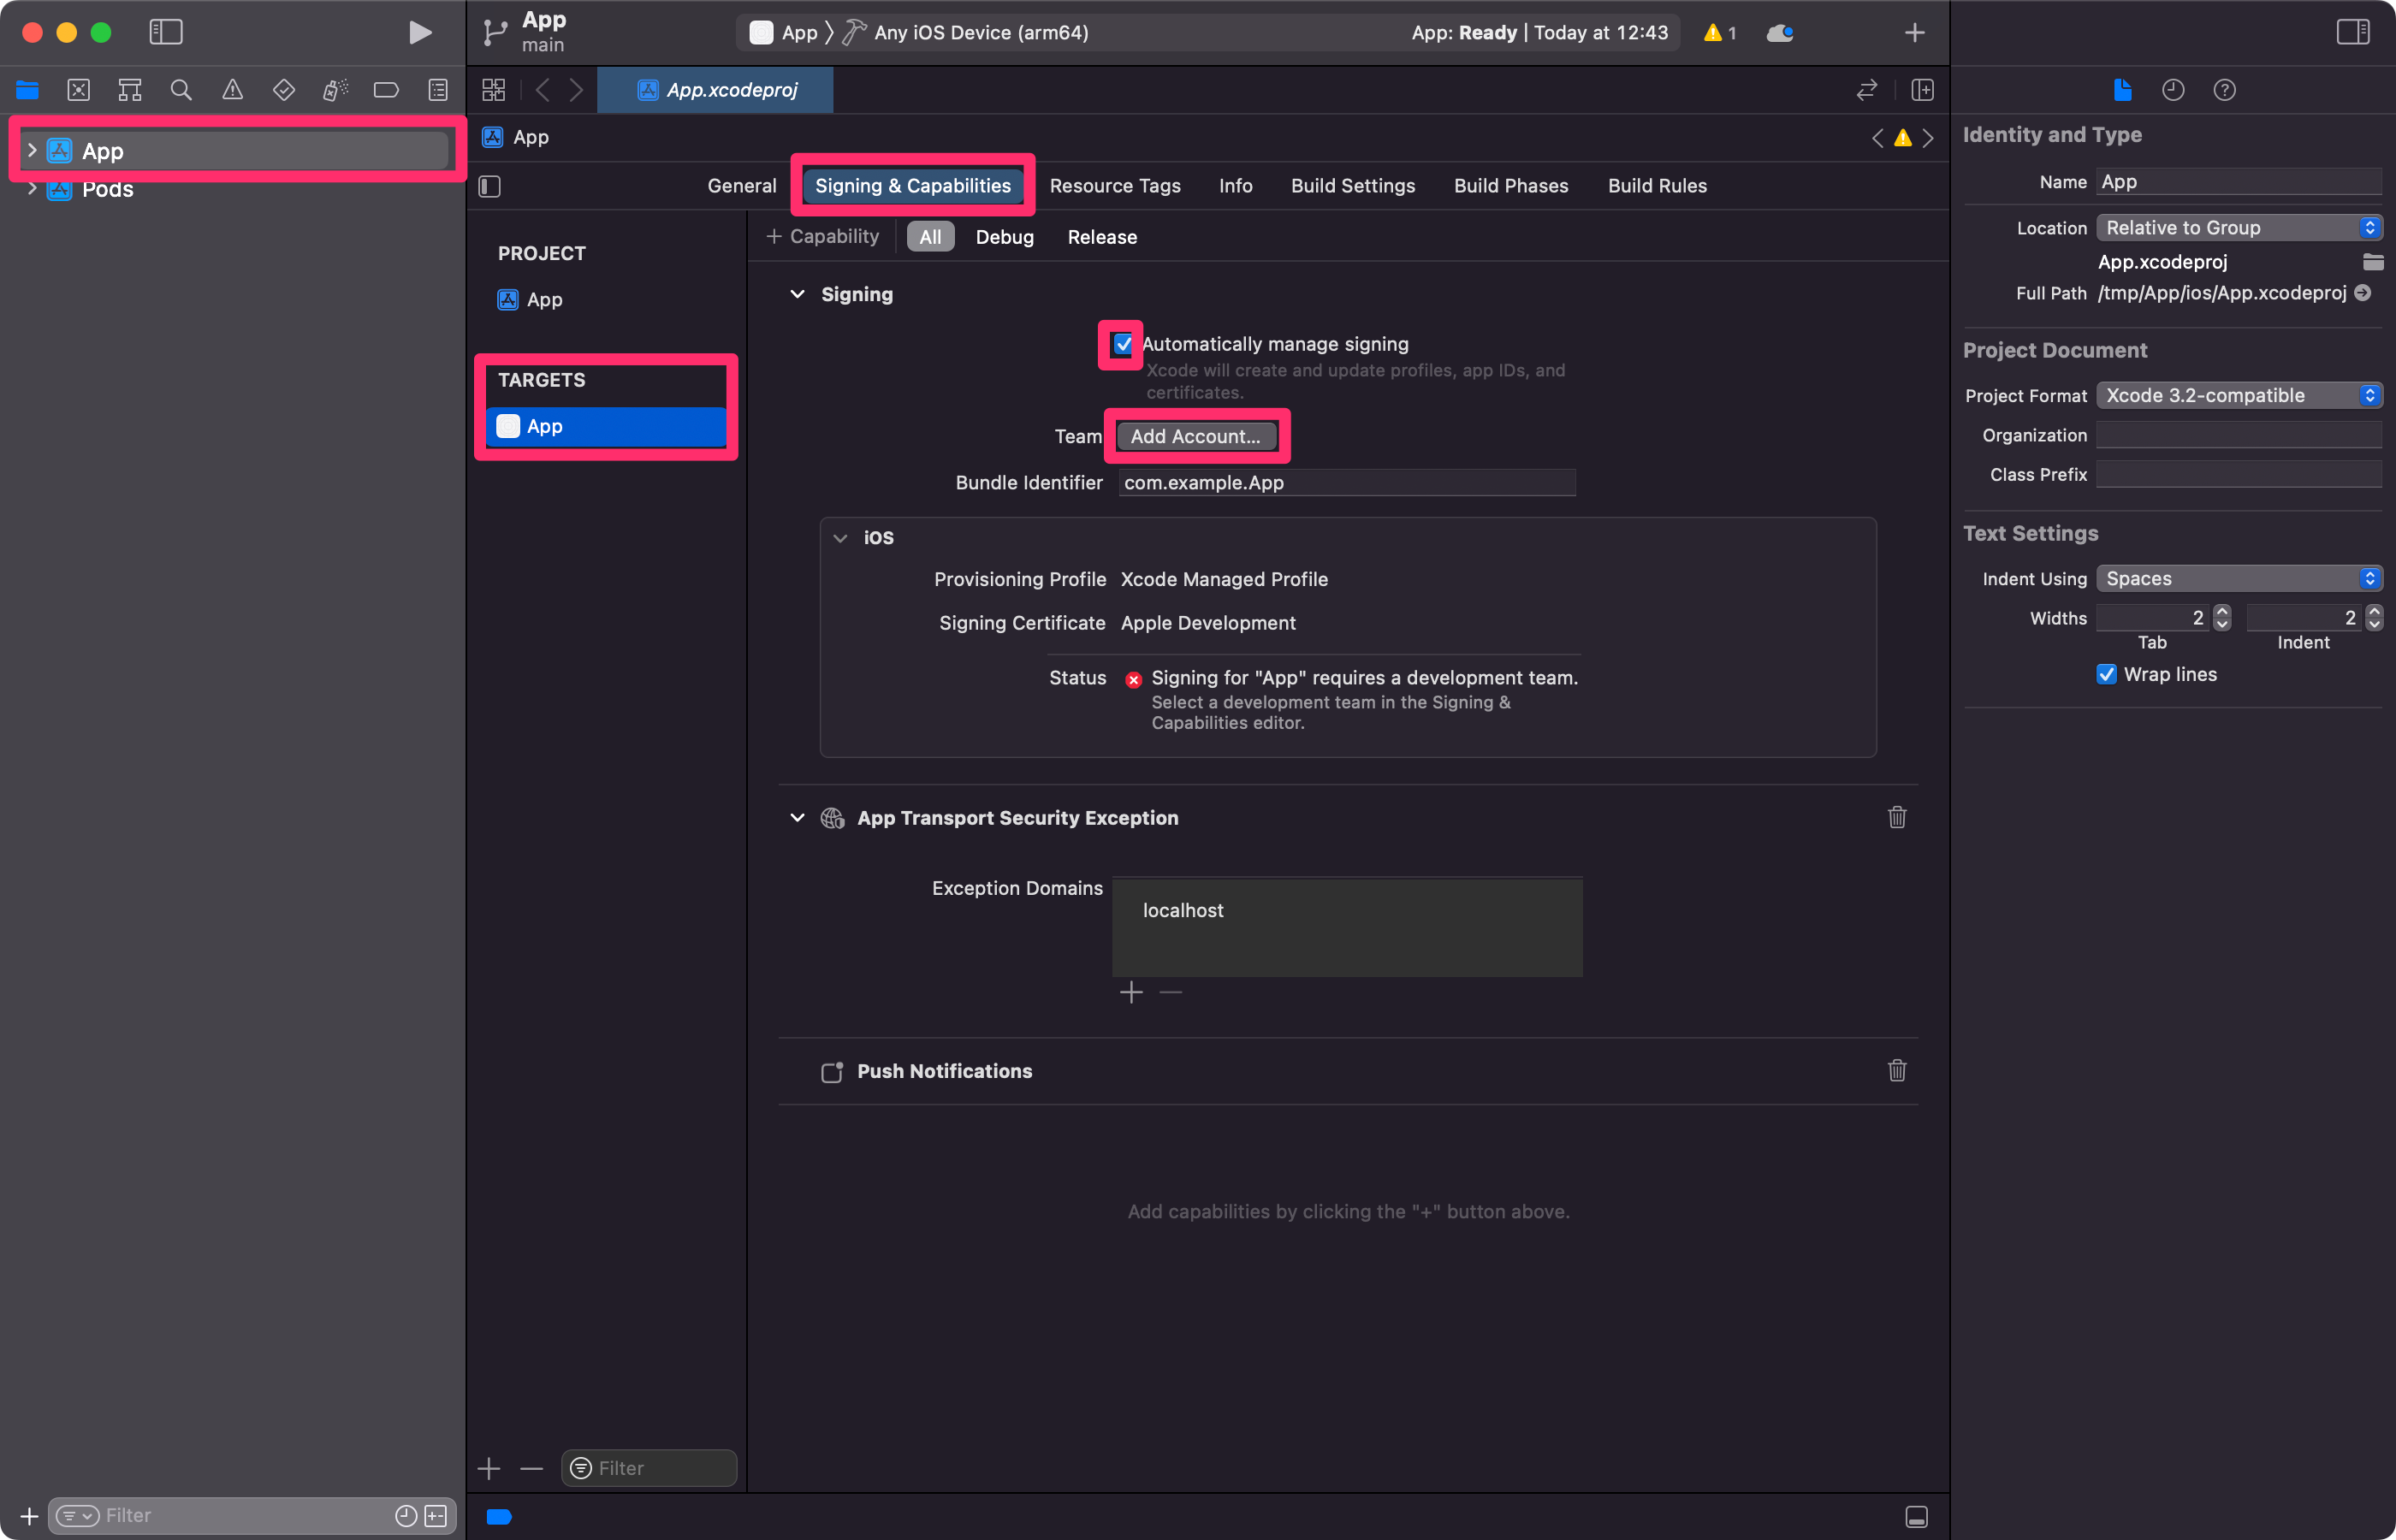 App
main
App
Any iOS Device (arm64)
App: Ready | Today at 12:43
1
App.xcodeproj
App
Pods
App
General
Signing & Capabilities
Resource Tags
Info
Build Settings
Build Phases
Build Rules
PROJECT
App
TARGETS
App
Filter
Filter
+ Capability
All
Debug
Release
Signing
Automatically manage signing
Xcode will create and update profiles, app IDs, and
certificates.
Team
Add Account...
Bundle Identifier
com.example.App
iOS
Provisioning Profile
Xcode Managed Profile
Signing Certificate
Apple Development
Status
Signing for "App" requires a development team.
Select a development team in the Signing &
Capabilities editor.
App Transport Security Exception
Exception Domains
localhost
Push Notifications
Add capabilities by clicking the "+" button above.
Identity and Type
Name
App
Location
Relative to Group
App.xcodeproj
Full Path
/tmp/App/ios/App.xcodeproj
Project Document
Project Format
Xcode 3.2-compatible
Organization
Class Prefix
Text Settings
Indent Using
Spaces
Widths
2
2
Tab
Indent
Wrap lines